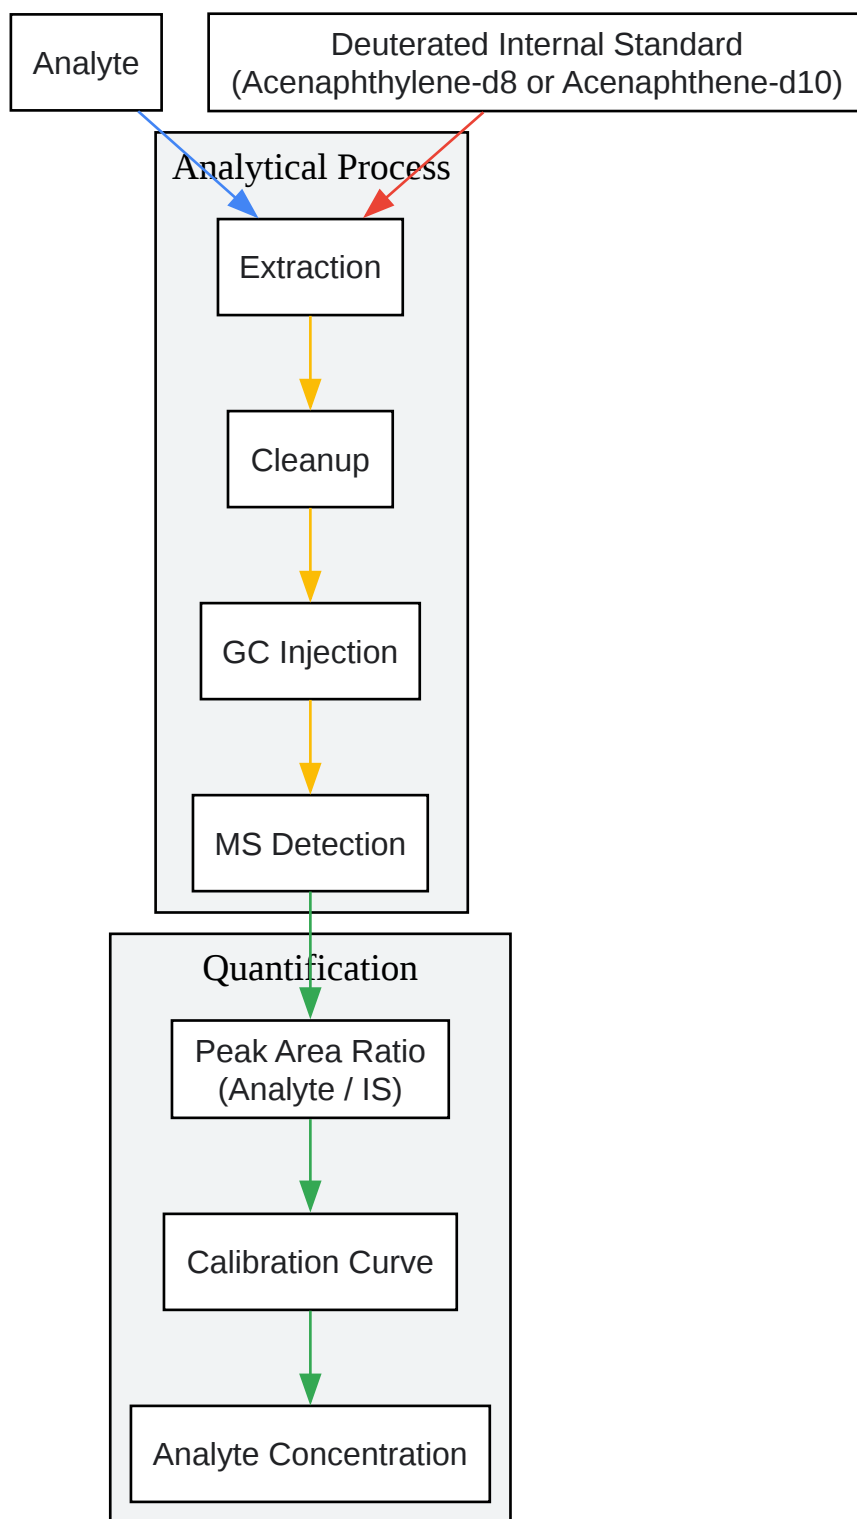 Analyte
Deuterated Internal Standard
(Acenaphthylene-d8 or Acenaphthene-d10)
Analytical Process
Extraction
Cleanup
GC Injection
MS Detection
Quantification
Peak Area Ratio
(Analyte / IS)
Calibration Curve
Analyte Concentration